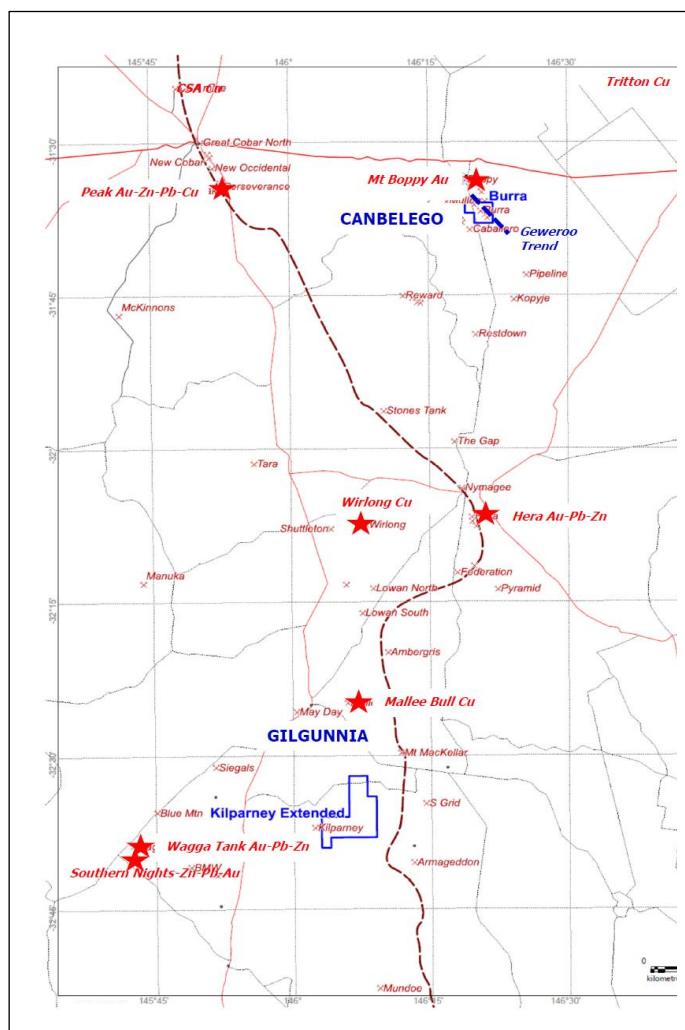 145°45'
146°
146°15'
146°30'
CSA Cu
Tritton Cu
-31°30'
Great Cobar North
New Cobar
New Occidental
Perseverance
Peak Au-Zn-Pb-Cu
Mt Boppy Au
Burra
Burra
CANBELEGO
Caballero
Geweroo
Trend
Pipeline
-31°45'
Reward
Kopyje
McKinnons
Restdown
Stones Tank
The Gap
Tara
Nymagee
Wirlong Cu
Hera Au-Pb-Zn
Shuttleton
Wirlong
Federation
Manuka
Lowan North
Pyramid
-32°15'
Lowan South
Ambergris
Mallee Bull Cu
May Day
GILGUNNIA
Mt MacKellar
-32°30'
Siegals
S Grid
Blue Mtn
Kilparney Extended
Kilparney
Wagga Tank Au-Pb-Zn
Armageddon
BMW
Southern Nights-Zn-Pb-Au
-32°45'
Mundoe
0
kilometre
145°45'
146°
146°15'
146°30'